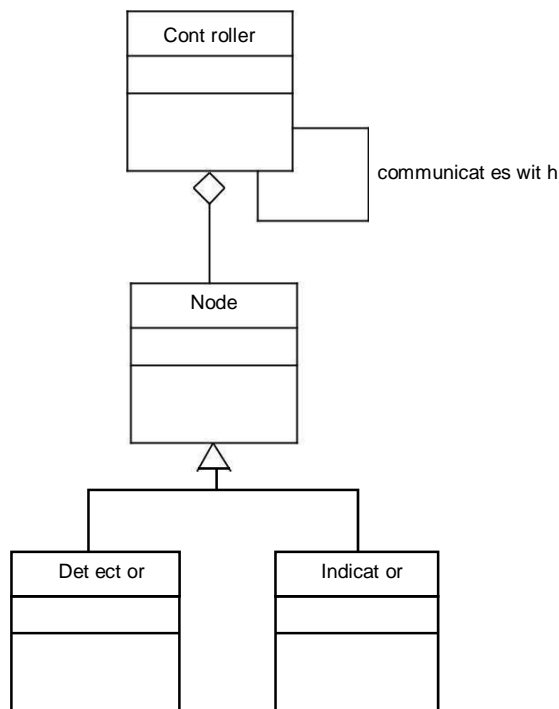 Cont roller
communicat es wit h
Node
Det ect or
Indicat or